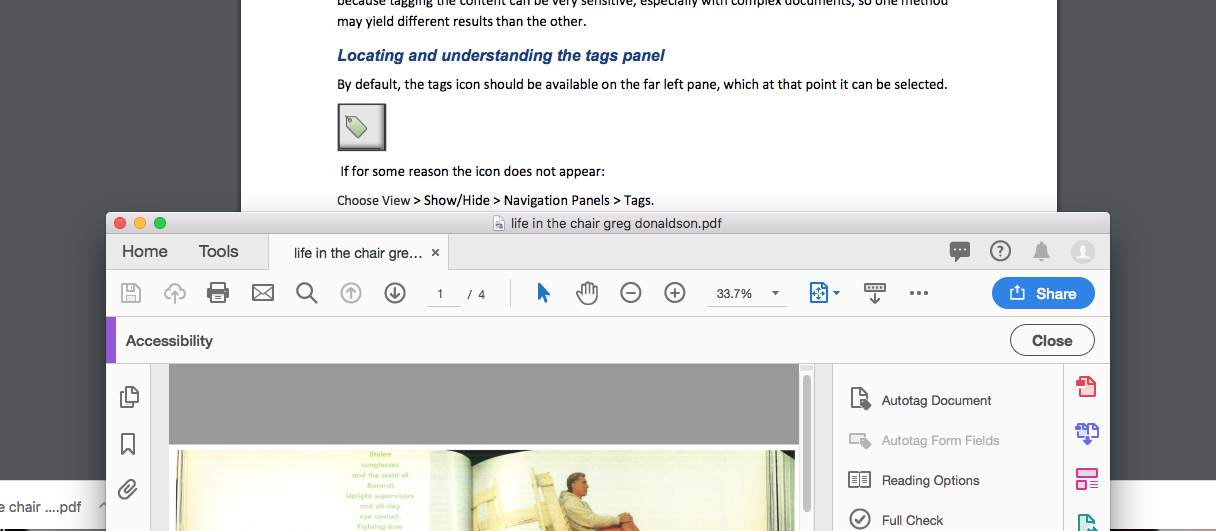 because tagging the content can be very sensitive, especially with complex documents, so one method
may yield different results than the other.
Locating and understanding the tags panel
By default, the tags icon should be available on the far left pane, which at that point it can be selected.
If for some reason the icon does not appear:
Choose View > Show/Hide > Navigation Panels > Tags.
life in the chair greg donaldson.pdf
Home Tools life in the chair gre... ×
1 / 4 33.7% Share
Accessibility Close
Autotag Document
Autotag Form Fields
Reading Options
Full Check
Stolen
sunglasses
and the scent of
Bacardi.
Upright supervisors
and all-day
eye contact.
Fighting time
e chair ....pdf